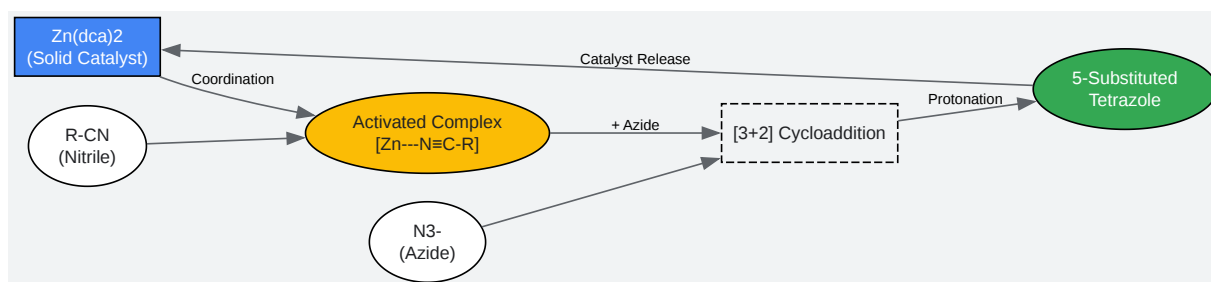 Zn(dca)2
(Solid Catalyst)
Catalyst Release
5-Substituted
Tetrazole
Coordination
Protonation
R-CN
(Nitrile)
Activated Complex
[Zn---N≡C-R]
+ Azide
[3+2] Cycloaddition
N3-
(Azide)